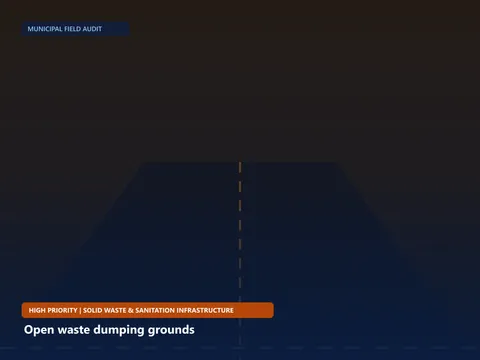 MUNICIPAL FIELD AUDIT
HIGH PRIORITY | SOLID WASTE & SANITATION INFRASTRUCTURE
Open waste dumping grounds